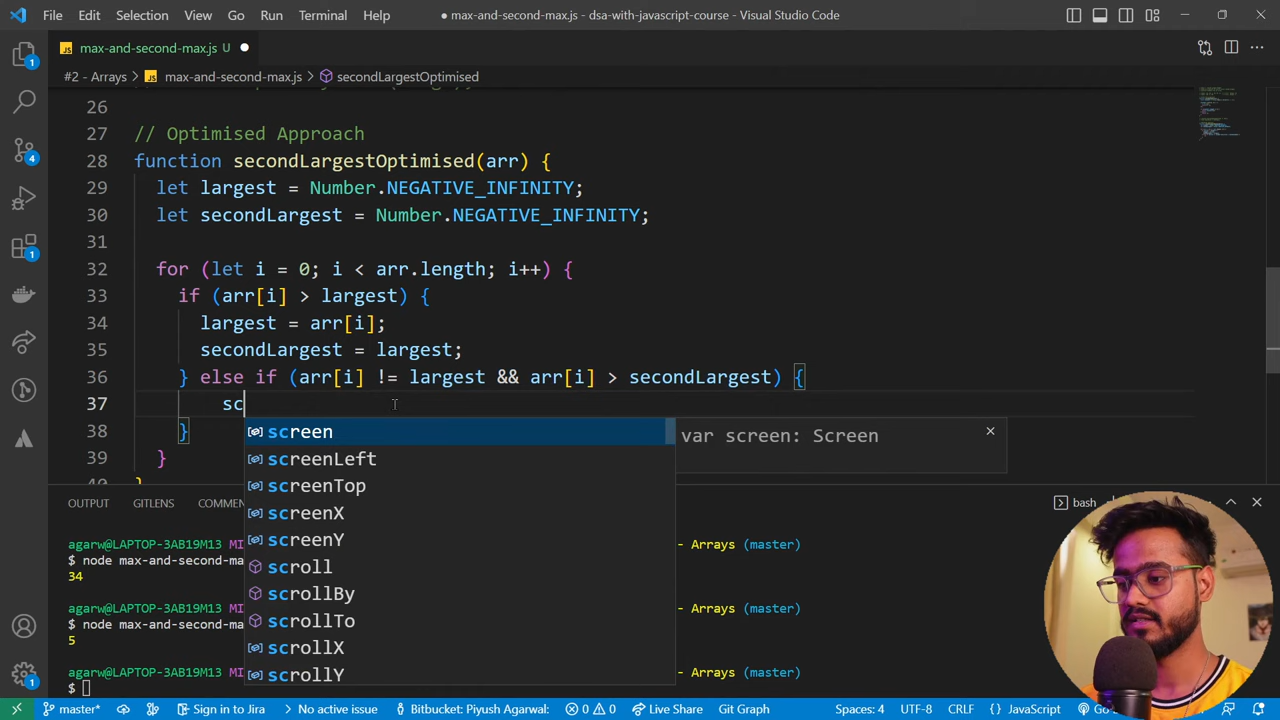 File Edit Selection View Go Run Terminal Help ● max-and-second-max.js - dsa-with-javascript-course - Visual Studio Code
JS max-and-second-max.js U ●
#2 - Arrays > JS max-and-second-max.js > secondLargestOptimised
26
27 // Optimised Approach
28 function secondLargestOptimised(arr) {
29 let largest = Number.NEGATIVE_INFINITY;
30 let secondLargest = Number.NEGATIVE_INFINITY;
31
32 for (let i = 0; i < arr.length; i++) {
33 if (arr[i] > largest) {
34 largest = arr[i];
35 secondLargest = largest;
36 } else if (arr[i] != largest && arr[i] > secondLargest) {
37 sc
38 }
39 }
screen var screen: Screen
screenLeft
screenTop
screenX
screenY
scroll
scrollBy
scrollTo
scrollX
scrollY
OUTPUT GITLENS COMMEN bash
agarw@LAPTOP-3AB19M13 MI - Arrays (master)
$ node max-and-second-ma
34
agarw@LAPTOP-3AB19M13 MI - Arrays (master)
$ node max-and-second-ma
5
agarw@LAPTOP-3AB19M13 MI - Arrays (master)
$
master* Sign in to Jira No active issue Bitbucket: Piyush Agarwal: 0 0 Live Share Git Graph Spaces: 4 UTF-8 CRLF {} JavaScript